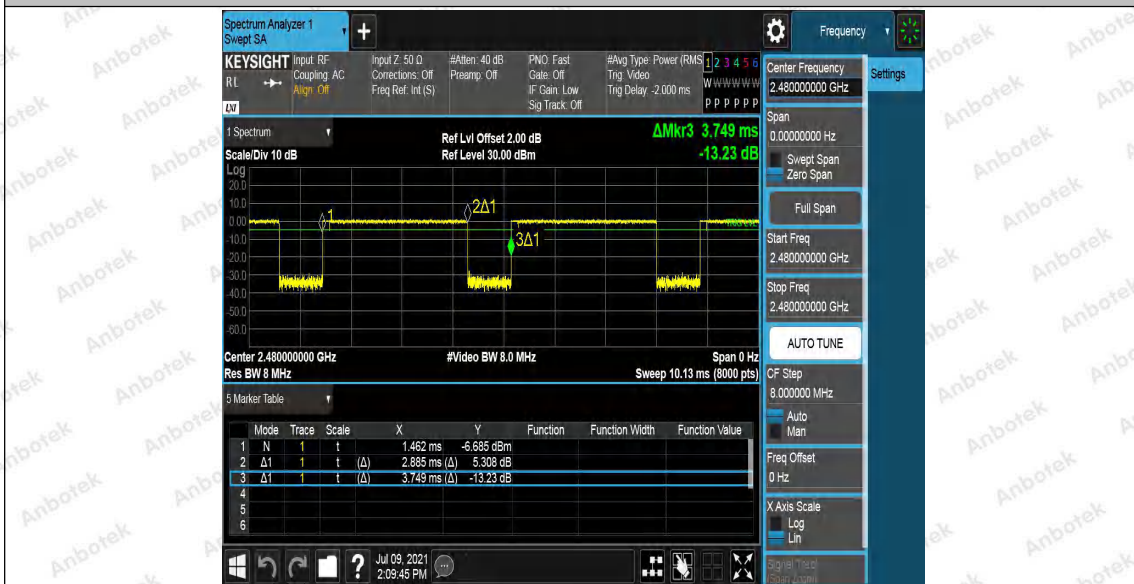 Spectrum Analyzer 1
Swept SA
+
Frequency
KEYSIGHT
RL
LXI
Input: RF
Coupling: AC
Align: Off
Input Z: 50 Ω
Corrections: Off
Freq Ref: Int (S)
#Atten: 40 dB
Preamp: Off
PNO: Fast
Gate: Off
IF Gain: Low
Sig Track: Off
#Avg Type: Power (RMS
Trig: Video
Trig Delay: -2.000 ms
1 2 3 4 5 6
W W W W W W
P P P P P P
1 Spectrum
Scale/Div 10 dB
Ref Lvl Offset 2.00 dB
Ref Level 30.00 dBm
ΔMkr3 3.749 ms
-13.23 dB
Log
20.0
10.0
0.00
-10.0
-20.0
-30.0
-40.0
-50.0
-60.0
1
2Δ1
3Δ1
Center 2.480000000 GHz
Res BW 8 MHz
#Video BW 8.0 MHz
Span 0 Hz
Sweep 10.13 ms (8000 pts)
5 Marker Table
Mode Trace Scale X Y Function Function Width Function Value
1 N 1 t 1.462 ms -6.685 dBm
2 Δ1 1 t (Δ) 2.885 ms (Δ) 5.308 dB
3 Δ1 1 t (Δ) 3.749 ms (Δ) -13.23 dB
4
5
6
?
Jul 09, 2021
2:09:45 PM
Center Frequency
2.480000000 GHz
Settings
Span
0.00000000 Hz
Swept Span
Zero Span
Full Span
Start Freq
2.480000000 GHz
Stop Freq
2.480000000 GHz
AUTO TUNE
CF Step
8.000000 MHz
Auto
Man
Freq Offset
0 Hz
X Axis Scale
Log
Lin
Anbotek